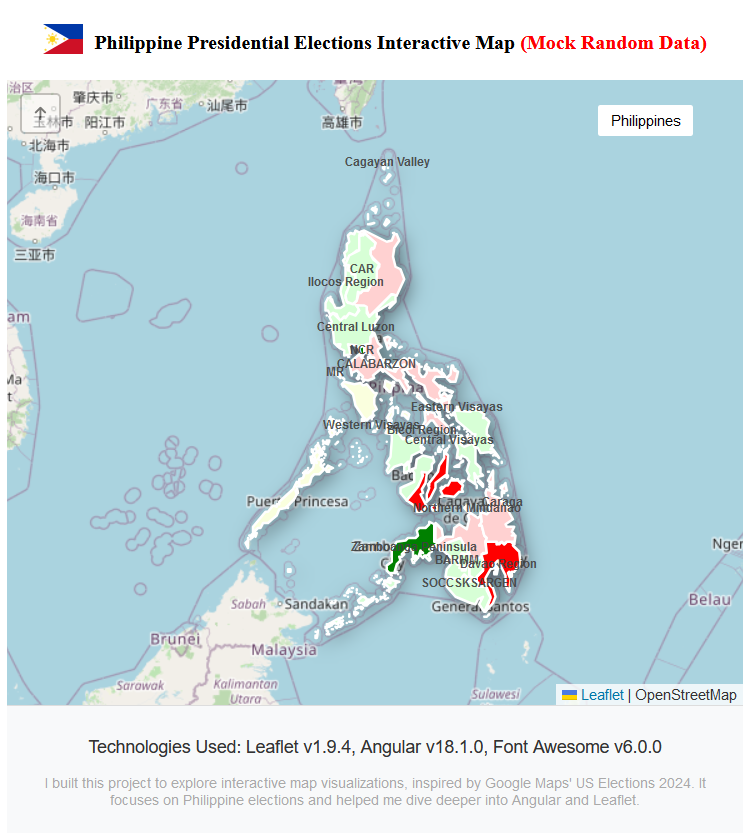 Philippine Presidential Elections Interactive Map (Mock Random Data)
肇庆市
广东省
汕尾市
玉林市
阳江市
高雄市
Philippines
北海市
海口市
Cagayan Valley
海南省
三亚市
CAR
Ilocos Region
Central Luzon
NCR
CALABARZON
MR
Eastern Visayas
Western Visayas
Bicol Region
Central Visayas
Puerto Princesa
Caraga
Northern Mindanao
de
Zamboanga Peninsula
BARMM
Davao Region
SOCCSKSARGEN
General Santos
Sabah
Sandakan
Belau
Brunei
Malaysia
Sarawak
Kalimantan
Utara
Sulawesi
Leaflet | OpenStreetMap
Technologies Used: Leaflet v1.9.4, Angular v18.1.0, Font Awesome v6.0.0
I built this project to explore interactive map visualizations, inspired by Google Maps' US Elections 2024. It
focuses on Philippine elections and helped me dive deeper into Angular and Leaflet.